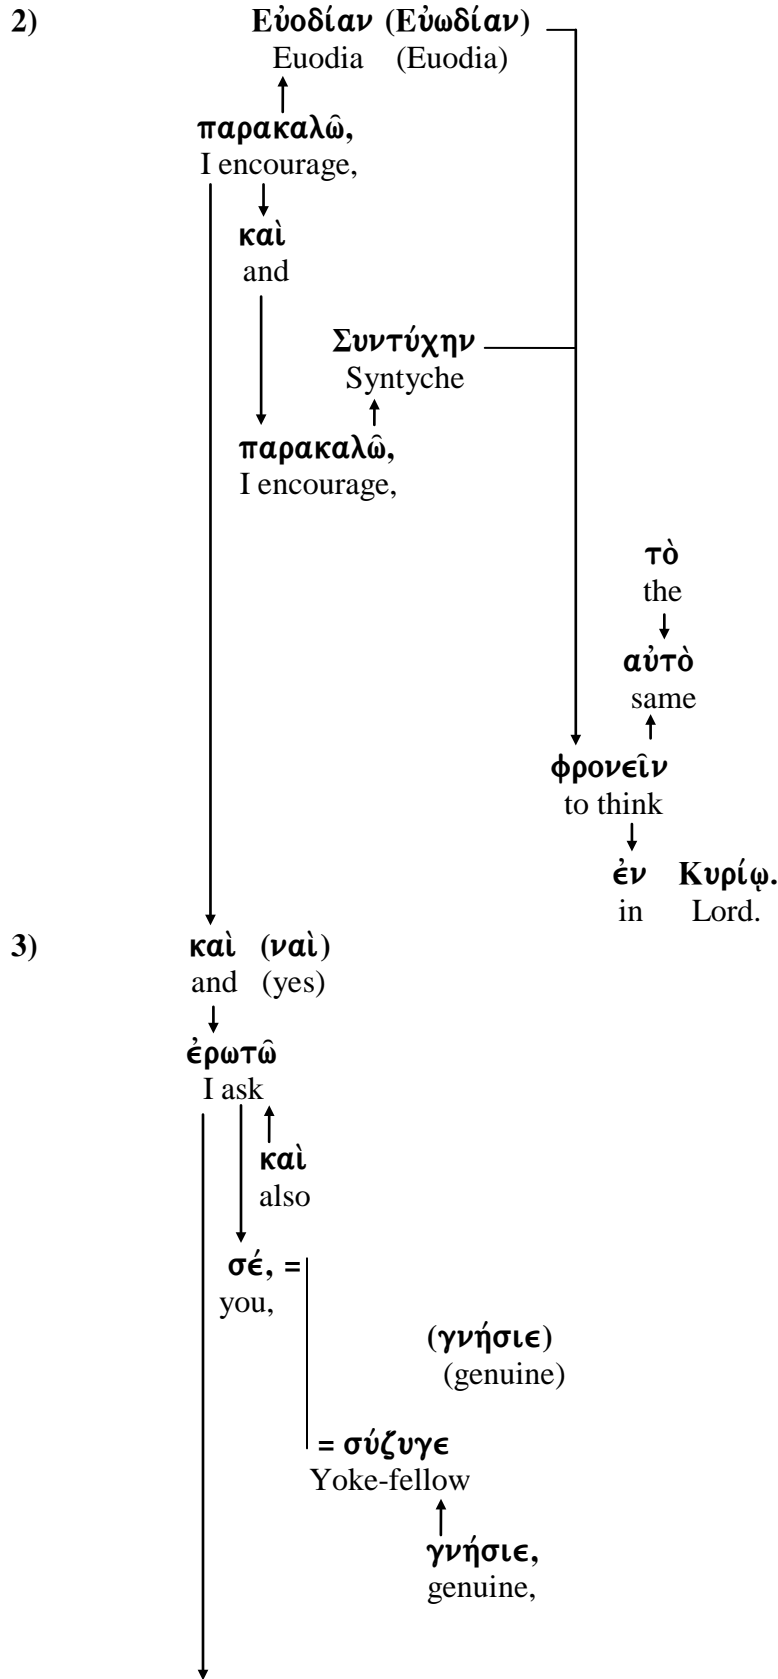 2) Εὐοδίαν (Εὐωδίαν)
Euodia (Euodia)
παρακαλῶ,
I encourage,
καὶ
and
Συντύχην
Syntyche
παρακαλῶ,
I encourage,
τὸ
the
αὐτὸ
same
φρονεῖν
to think
ἐν Κυρίῳ.
in Lord.
3) καὶ (ναὶ)
and (yes)
ἐρωτῶ
I ask
καὶ
also
σέ, =
you,
(γνήσιε)
(genuine)
= σύζυγε
Yoke-fellow
γνήσιε,
genuine,